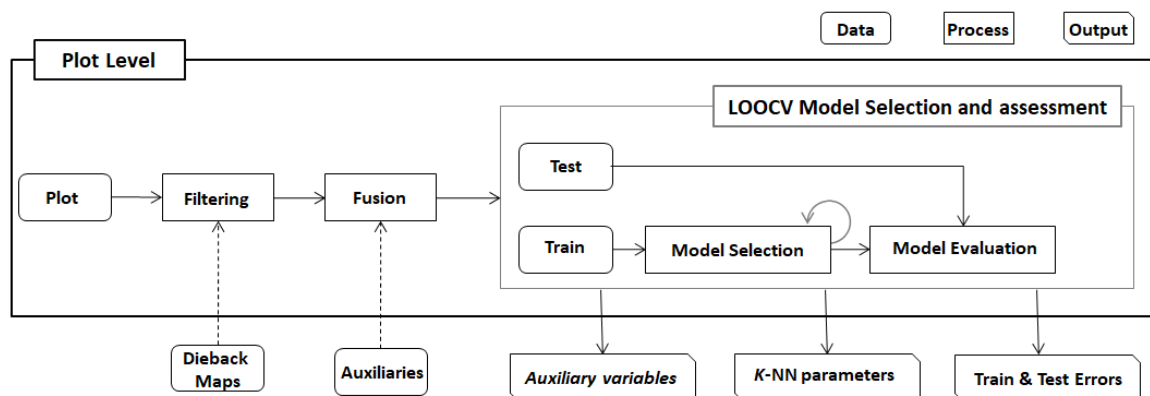 Data
Process
Output
Plot Level
LOOCV Model Selection and assessment
Test
Plot
Filtering
Fusion
Train
Model Selection
Model Evaluation
Dieback
Maps
Auxiliaries
Auxiliary variables
K-NN parameters
Train & Test Errors